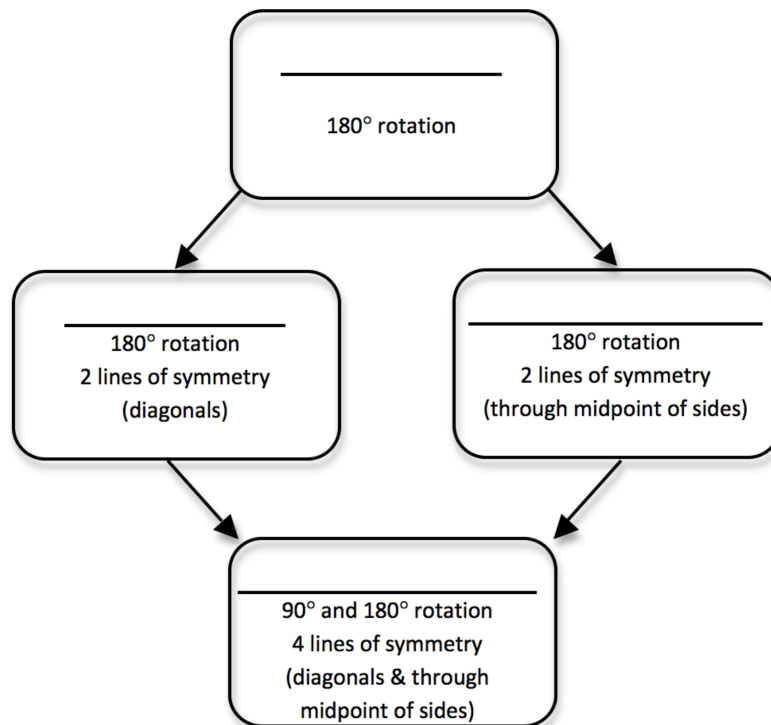 180° rotation
180° rotation
2 lines of symmetry
(diagonals)
180° rotation
2 lines of symmetry
(through midpoint of sides)
90° and 180° rotation
4 lines of symmetry
(diagonals & through
midpoint of sides)